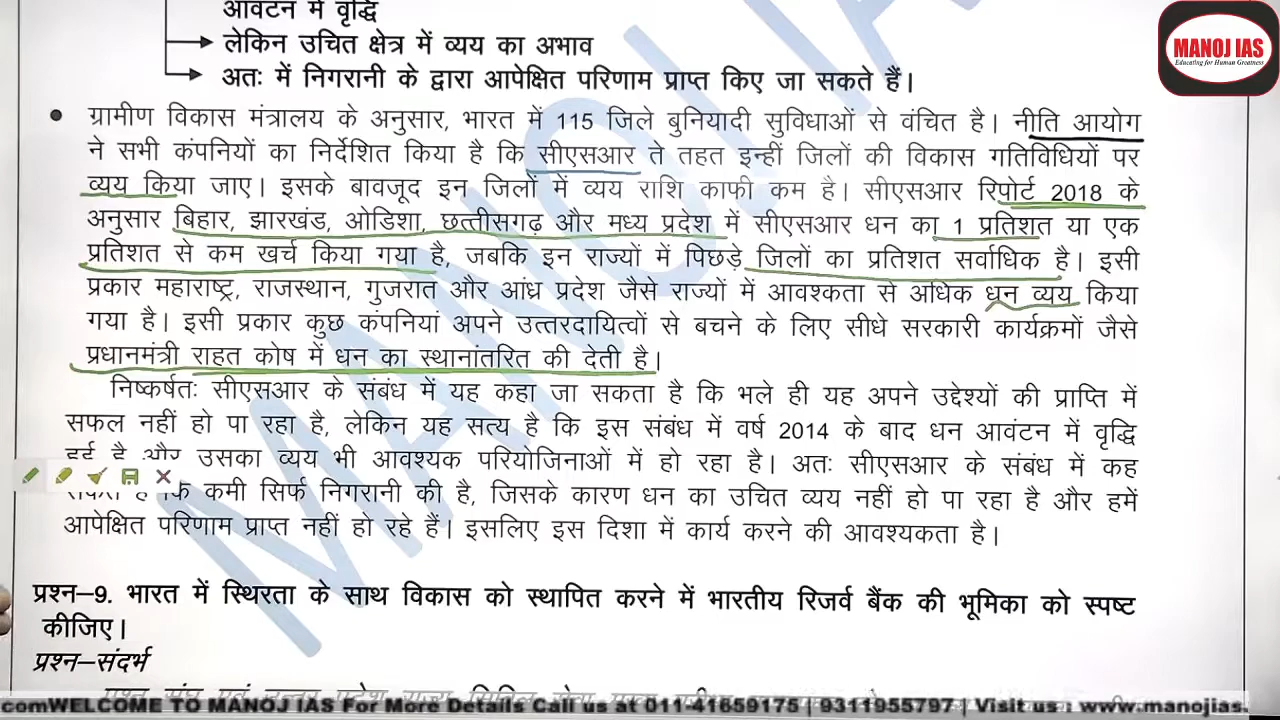 आवंटन में वृद्धि
लेकिन उचित क्षेत्र में व्यय का अभाव
अतः में निगरानी के द्वारा आपेक्षित परिणाम प्राप्त किए जा सकते हैं।
MANOJ IAS
Educating for Human Greatness
• ग्रामीण विकास मंत्रालय के अनुसार, भारत में 115 जिले बुनियादी सुविधाओं से वंचित है। नीति आयोग
ने सभी कंपनियों का निर्देशित किया है कि सीएसआर ते तहत इन्हीं जिलों की विकास गतिविधियों पर
व्यय किया जाए। इसके बावजूद इन जिलों में व्यय राशि काफी कम है। सीएसआर रिपोर्ट 2018 के
अनुसार बिहार, झारखंड, ओडिशा, छत्तीसगढ़ और मध्य प्रदेश में सीएसआर धन का 1 प्रतिशत या एक
प्रतिशत से कम खर्च किया गया है, जबकि इन राज्यों में पिछड़े जिलों का प्रतिशत सर्वाधिक है। इसी
प्रकार महाराष्ट्र, राजस्थान, गुजरात और आंध्र प्रदेश जैसे राज्यों में आवश्कता से अधिक धन व्यय किया
गया है। इसी प्रकार कुछ कंपनियां अपने उत्तरदायित्वों से बचने के लिए सीधे सरकारी कार्यक्रमों जैसे
प्रधानमंत्री राहत कोष में धन का स्थानांतरित की देती है।
निष्कर्षतः सीएसआर के संबंध में यह कहा जा सकता है कि भले ही यह अपने उद्देश्यों की प्राप्ति में
सफल नहीं हो पा रहा है, लेकिन यह सत्य है कि इस संबंध में वर्ष 2014 के बाद धन आवंटन में वृद्धि
हुई है और उसका व्यय भी आवश्यक परियोजिनाओं में हो रहा है। अतः सीएसआर के संबंध में कह
कि कमी सिर्फ निगरानी की है, जिसके कारण धन का उचित व्यय नहीं हो पा रहा है और हमें
आपेक्षित परिणाम प्राप्त नहीं हो रहे हैं। इसलिए इस दिशा में कार्य करने की आवश्यकता है।
प्रश्न–9. भारत में स्थिरता के साथ विकास को स्थापित करने में भारतीय रिजर्व बैंक की भूमिका को स्पष्ट
कीजिए।
प्रश्न–संदर्भ
comWELCOME TO MANOJ IAS For More Details Call us at 011-41659175 | 9311955797 | Visit us : www.manojias.